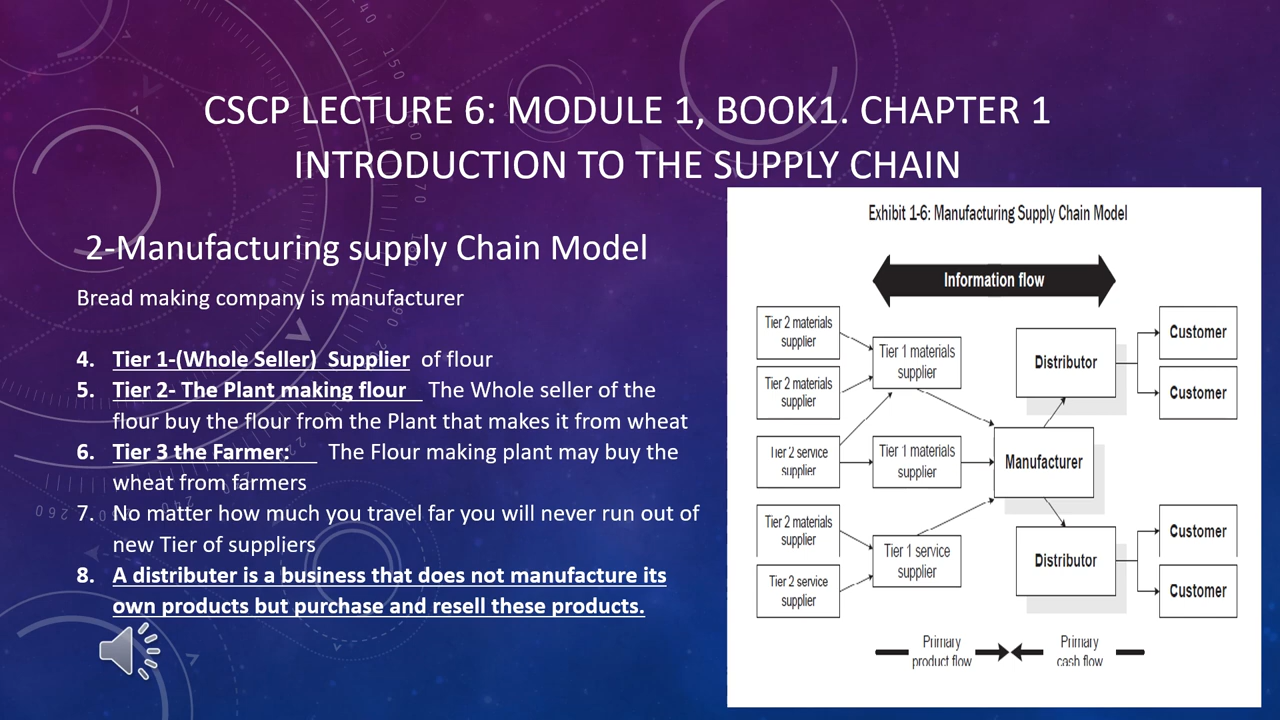 CSCP LECTURE 6: MODULE 1, BOOK1. CHAPTER 1
INTRODUCTION TO THE SUPPLY CHAIN
2-Manufacturing supply Chain Model
Bread making company is manufacturer
4. Tier 1-(Whole Seller) Supplier of flour
5. Tier 2- The Plant making flour The Whole seller of the
flour buy the flour from the Plant that makes it from wheat
6. Tier 3 the Farmer: The Flour making plant may buy the
wheat from farmers
7. No matter how much you travel far you will never run out of
new Tier of suppliers
8. A distributer is a business that does not manufacture its
own products but purchase and resell these products.
Exhibit 1-6: Manufacturing Supply Chain Model
Information flow
Tier 2 materials
supplier
Tier 2 materials
supplier
Tier 2 service
supplier
Tier 2 materials
supplier
Tier 2 service
supplier
Tier 1 materials
supplier
Tier 1 materials
supplier
Tier 1 service
supplier
Manufacturer
Distributor
Distributor
Customer
Customer
Customer
Customer
Primary
product flow
Primary
cash flow
140
150
260